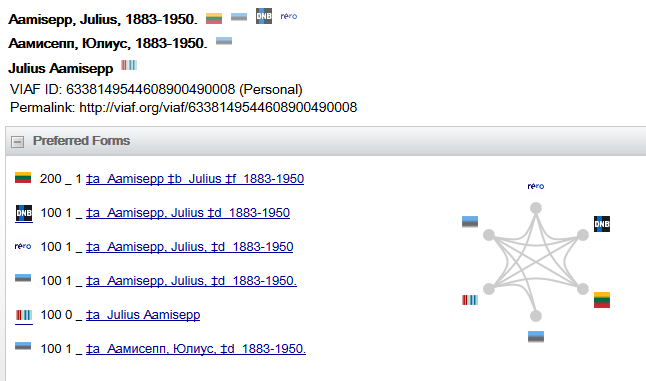 Aamisepp, Julius, 1883-1950. DNB rero
Аамисепп, Юлиус, 1883-1950.
Julius Aamisepp
VIAF ID: 6338149544608900490008 (Personal)
Permalink: http://viaf.org/viaf/6338149544608900490008
Preferred Forms
200 _ 1 ‡a Aamisepp ‡b Julius ‡f 1883-1950
DNB 100 1 _ ‡a Aamisepp, Julius ‡d 1883-1950
rero 100 1 _ ‡a Aamisepp, Julius, ‡d 1883-1950
100 1 _ ‡a Aamisepp, Julius, ‡d 1883-1950.
100 0 _ ‡a Julius Aamisepp
100 1 _ ‡a Аамисепп, Юлиус, ‡d 1883-1950.
rero
DNB